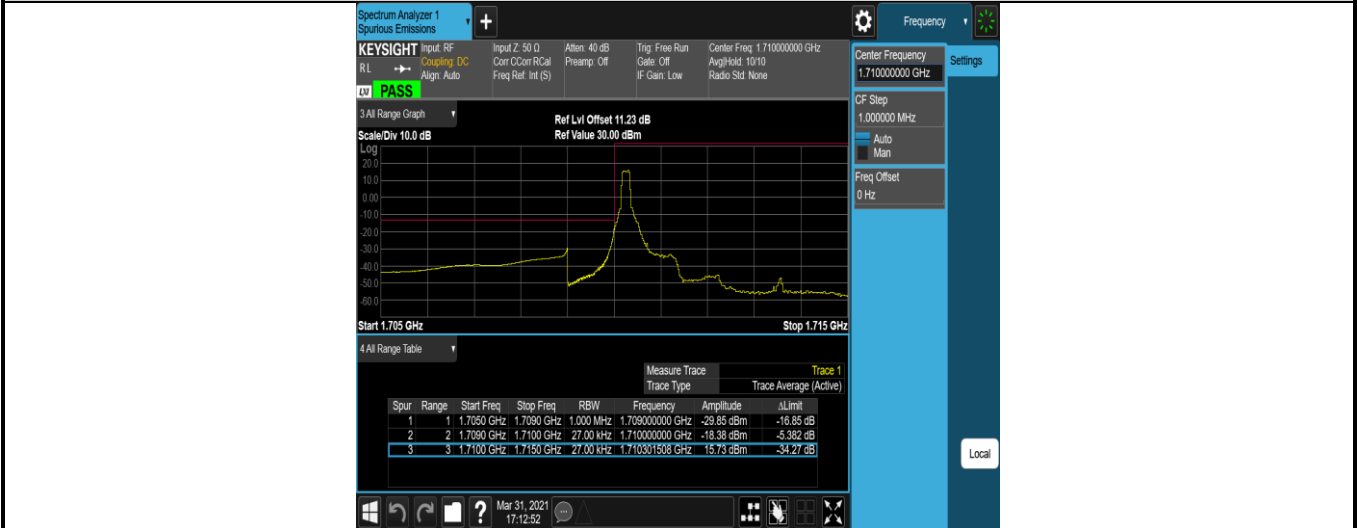 Spectrum Analyzer 1
Spurious Emissions
Frequency
KEYSIGHT
RL
LXI
PASS
Input: RF
Coupling: DC
Align: Auto
Input Z: 50 Ω
Corr CCorr RCal
Freq Ref: Int (S)
Atten: 40 dB
Preamp: Off
Trig: Free Run
Gate: Off
IF Gain: Low
Center Freq: 1.710000000 GHz
Avg|Hold: 10/10
Radio Std: None
Center Frequency
1.710000000 GHz
Settings
CF Step
1.000000 MHz
Auto
Man
Freq Offset
0 Hz
3 All Range Graph
Ref Lvl Offset 11.23 dB
Scale/Div 10.0 dB
Ref Value 30.00 dBm
Log
20.0
10.0
0.00
-10.0
-20.0
-30.0
-40.0
-50.0
-60.0
Start 1.705 GHz
Stop 1.715 GHz
4 All Range Table
Measure Trace Trace 1
Trace Type Trace Average (Active)
Spur Range Start Freq Stop Freq RBW Frequency Amplitude ΔLimit
1 1 1.7050 GHz 1.7090 GHz 1.000 MHz 1.709000000 GHz -29.85 dBm -16.85 dB
2 2 1.7090 GHz 1.7100 GHz 27.00 kHz 1.710000000 GHz -18.38 dBm -5.382 dB
3 3 1.7100 GHz 1.7150 GHz 27.00 kHz 1.710301508 GHz 15.73 dBm -34.27 dB
Local
?
Mar 31, 2021
17:12:52